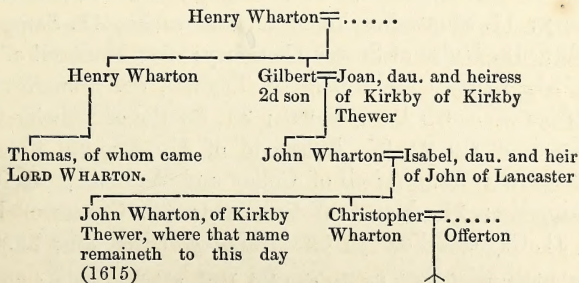 Henry Wharton ......
Henry Wharton
Gilbert
2d son
Joan, dau. and heiress
of Kirkby of Kirkby
Thewer
Thomas, of whom came
LORD WHARTON.
John Wharton
Isabel, dau. and heir
of John of Lancaster
John Wharton, of Kirkby
Thewer, where that name
remaineth to this day
(1615)
Christopher
Wharton
......
Offerton